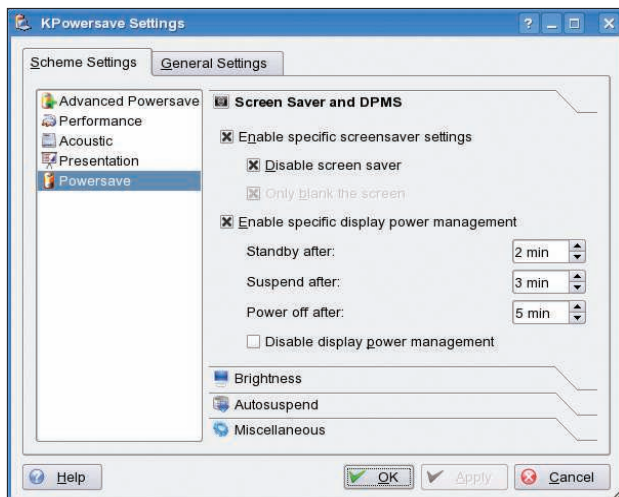 KPowersave Settings
Scheme Settings
General Settings
Advanced Powersave
Performance
Acoustic
Presentation
Powersave
Screen Saver and DPMS
Enable specific screensaver settings
Disable screen saver
Only blank the screen
Enable specific display power management
Standby after: 2 min
Suspend after: 3 min
Power off after: 5 min
Disable display power management
Brightness
Autosuspend
Miscellaneous
Help
OK
Apply
Cancel